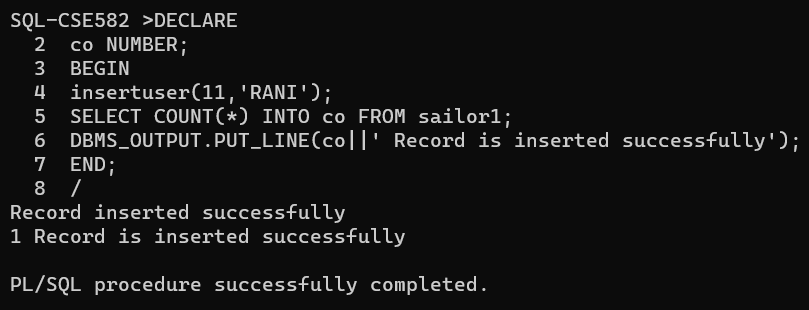 SQL-CSE582 >DECLARE
  2  co NUMBER;
  3  BEGIN
  4  insertuser(11,'RANI');
  5  SELECT COUNT(*) INTO co FROM sailor1;
  6  DBMS_OUTPUT.PUT_LINE(co||' Record is inserted successfully');
  7  END;
  8  /
Record inserted successfully
1 Record is inserted successfully
PL/SQL procedure successfully completed.